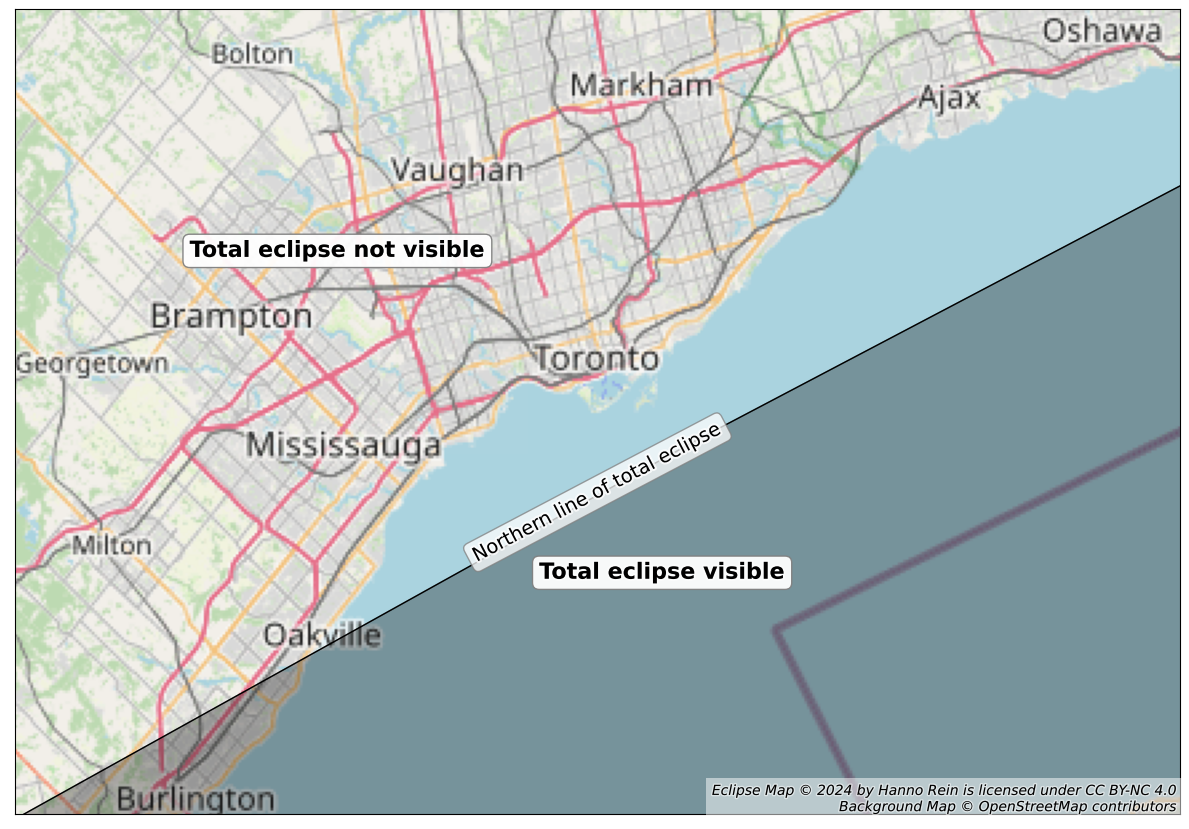 Oshawa
Bolton
Markham
Ajax
Vaughan
Total eclipse not visible
Brampton
Georgetown
Toronto
Mississauga
Northern line of total eclipse
Milton
Total eclipse visible
Oakville
Burlington
Eclipse Map © 2024 by Hanno Rein is licensed under CC BY-NC 4.0
Background Map © OpenStreetMap contributors